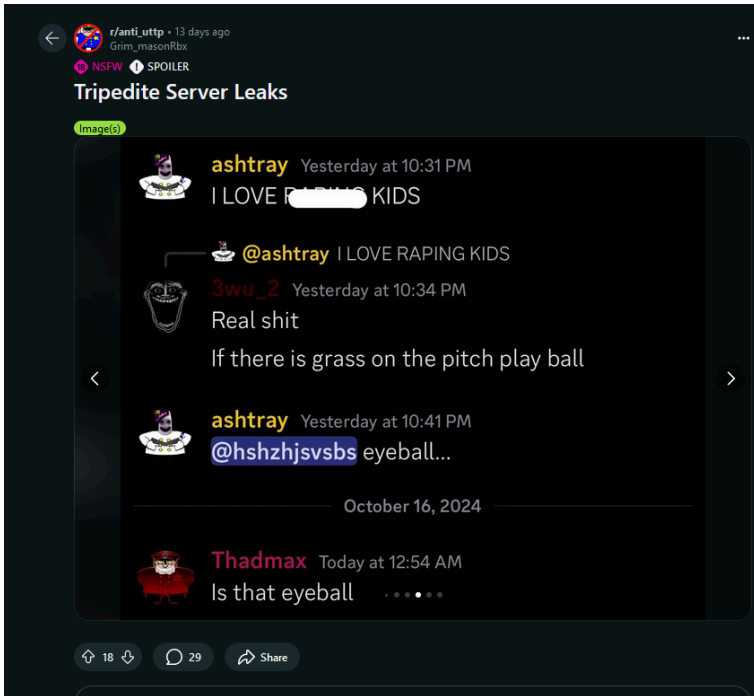 r/anti_uttp • 13 days ago
Grim_masonRbx
18 NSFW ! SPOILER
Tripedite Server Leaks
Image(s)
ashtray Yesterday at 10:31 PM
I LOVE KIDS
@ashtray I LOVE RAPING KIDS
3wu_2 Yesterday at 10:34 PM
Real shit
If there is grass on the pitch play ball
ashtray Yesterday at 10:41 PM
@hshzhjsvsbs eyeball...
October 16, 2024
Thadmax Today at 12:54 AM
Is that eyeball
18
29
Share